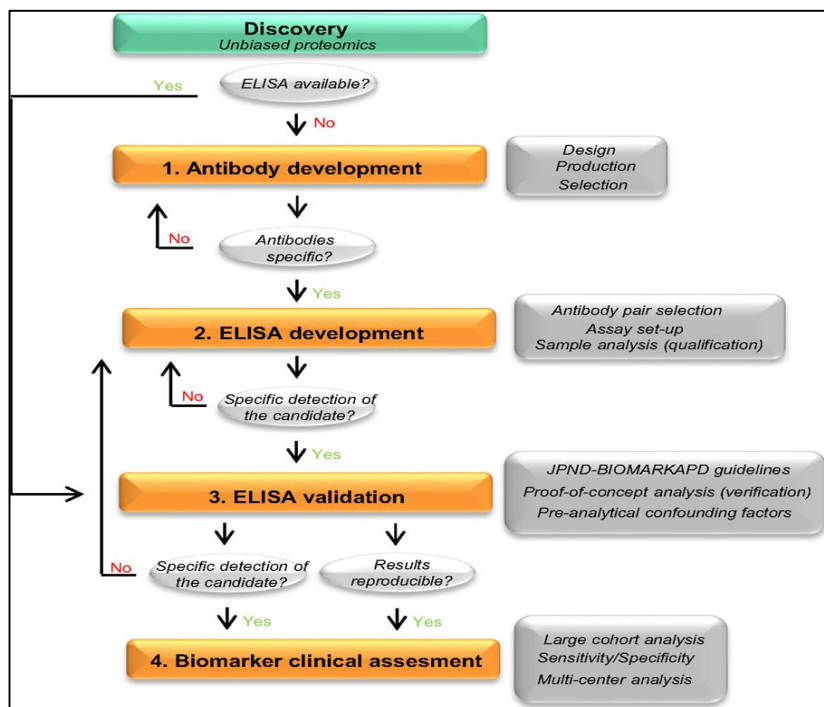 Discovery
Unbiased proteomics
Yes
ELISA available?
No
1. Antibody development
Design
Production
Selection
No
Antibodies
specific?
Yes
2. ELISA development
Antibody pair selection
Assay set-up
Sample analysis (qualification)
No
Specific detection of
the candidate?
Yes
3. ELISA validation
JPND-BIOMARKAPD guidelines
Proof-of-concept analysis (verification)
Pre-analytical confounding factors
No
Specific detection of
the candidate?
Results
reproducible?
Yes
Yes
4. Biomarker clinical assesment
Large cohort analysis
Sensitivity/Specificity
Multi-center analysis